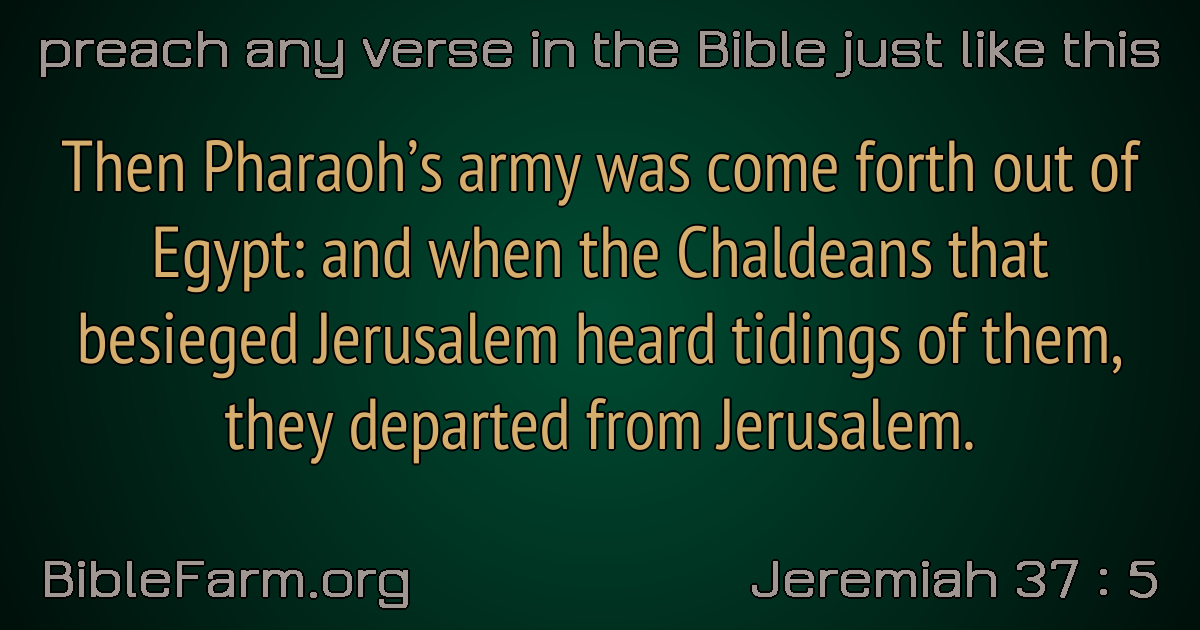 preach any verse in the Bible just like this
Then Pharaoh’s army was come forth out of
Egypt: and when the Chaldeans that
besieged Jerusalem heard tidings of them,
they departed from Jerusalem.
BibleFarm.org
Jeremiah 37 : 5